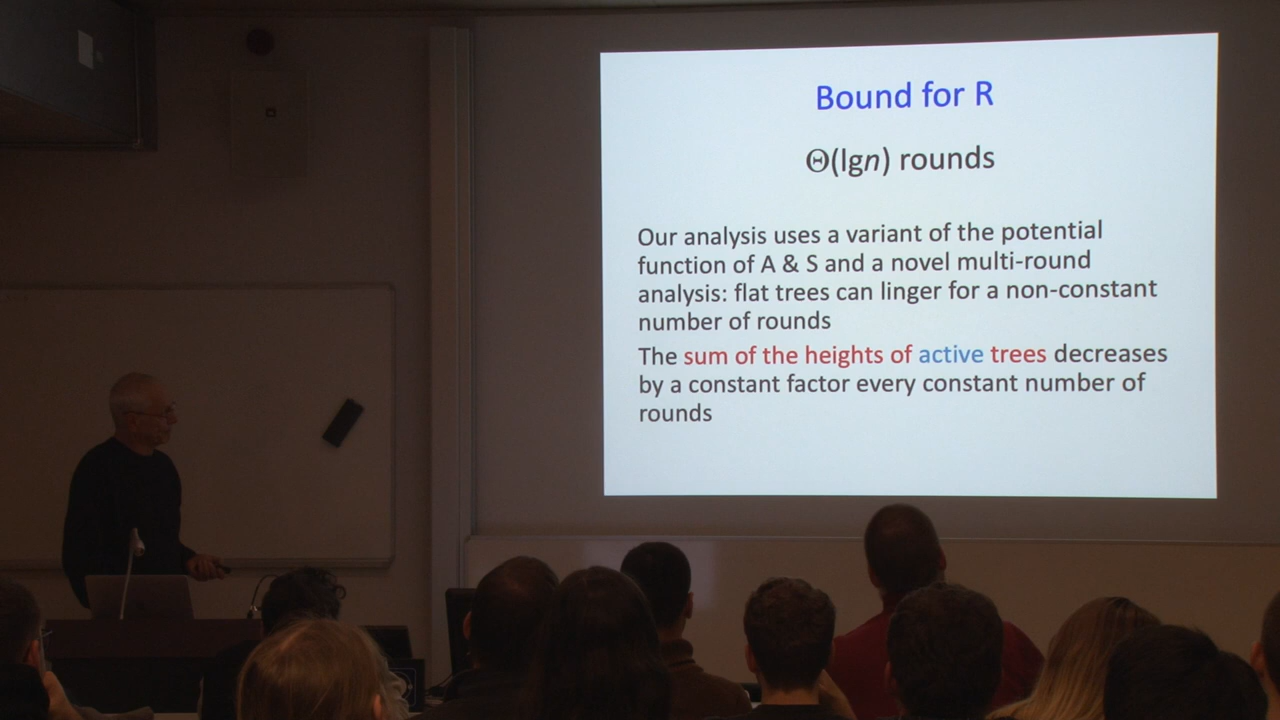 Bound for R
Θ(lgn) rounds
Our analysis uses a variant of the potential
function of A & S and a novel multi-round
analysis: flat trees can linger for a non-constant
number of rounds
The sum of the heights of active trees decreases
by a constant factor every constant number of
rounds